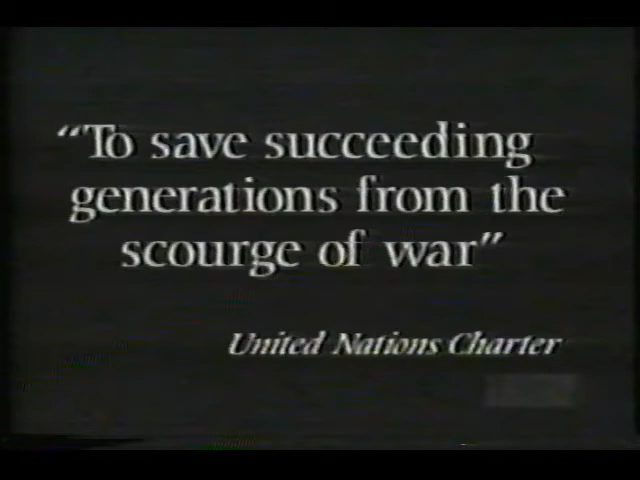 “To save succeeding
generations from the
scourge of war”
United Nations Charter